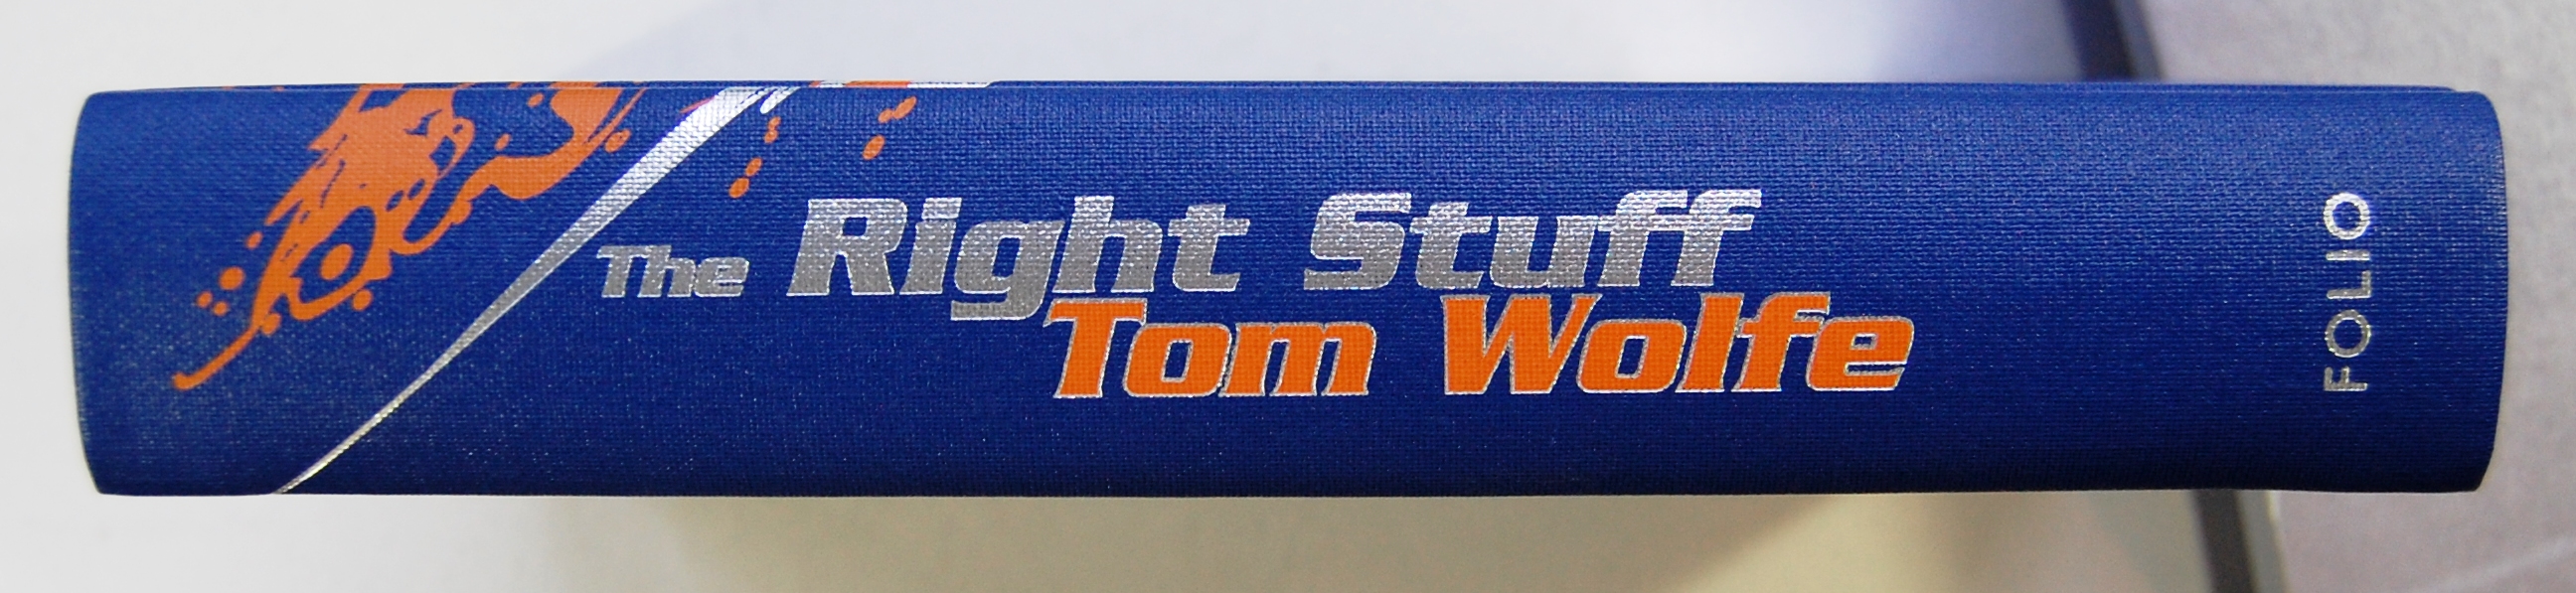 The Right Stuff
Tom Wolfe
FOLIO